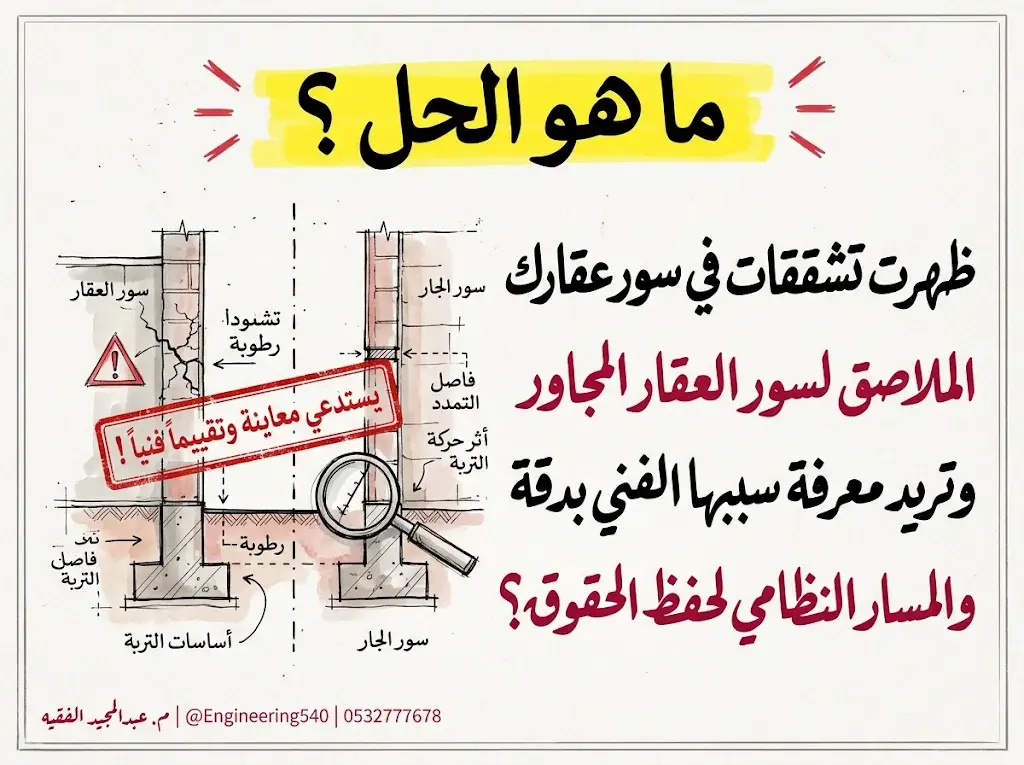 ما هو الحل ؟
ظهرت تشققات في سور عقارك
الملاصق لسور العقار المجاور
وتريد معرفة سببها الفني بدقة
والمسار النظامي لحفظ الحقوق؟
سور العقار
رطوبة
سور الجار
فاصل
التمدد
أثر حركة
التربة
يستدعي معاينة وتقييماً فنياً !
فاصل
التربة
رطوبة
أساسات التربة
سور الجار
م. عبدالمجيد الفقيه | @Engineering540 | 0532777678